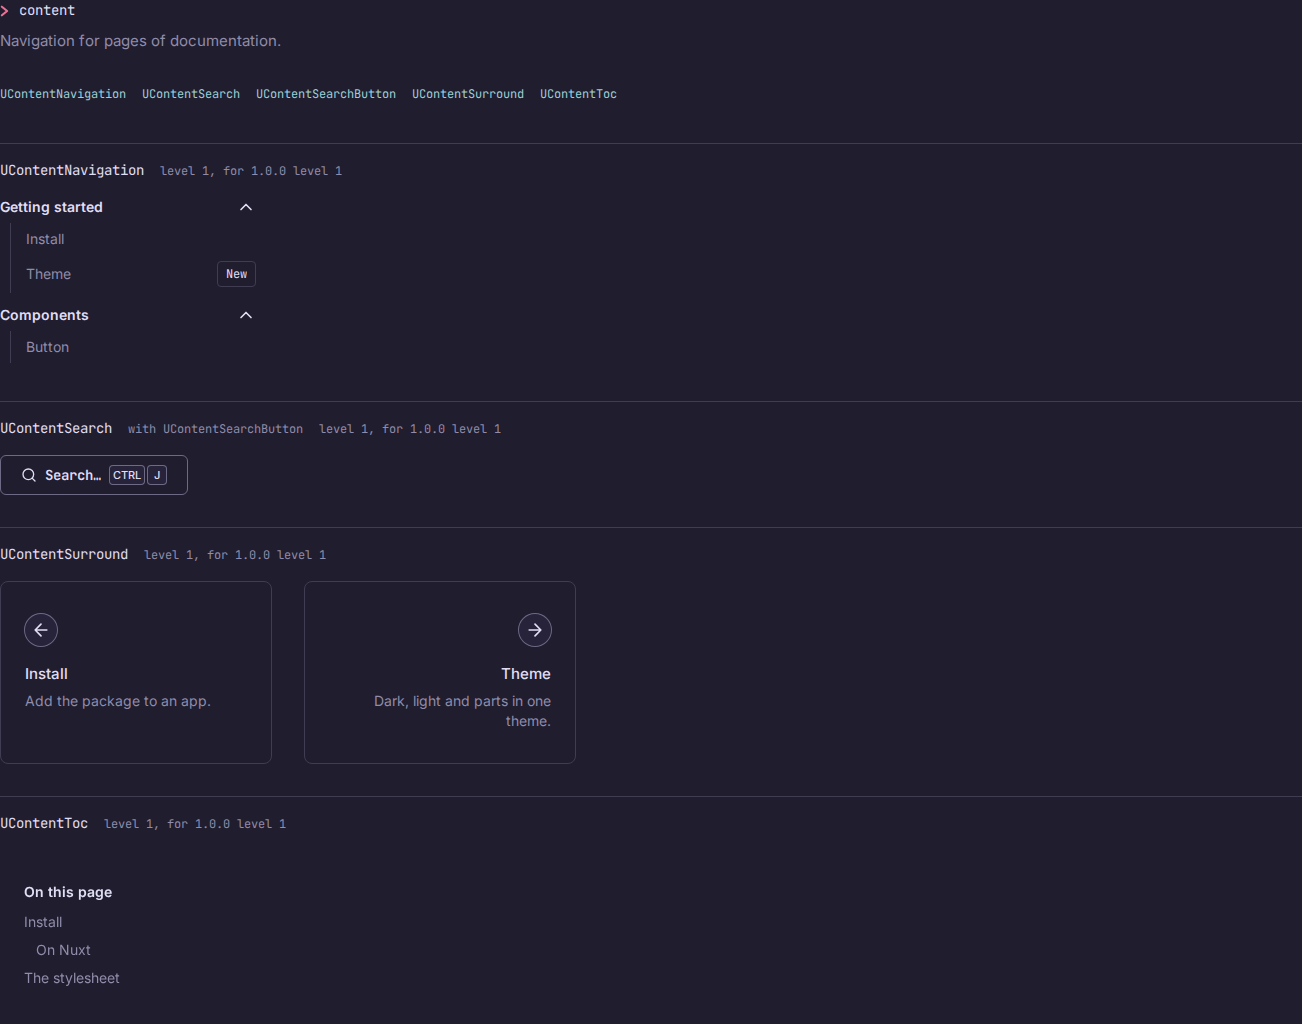 content
Navigation for pages of documentation.
UContentNavigation UContentSearch UContentSearchButton UContentSurround UContentToc
UContentNavigation level 1, for 1.0.0 level 1
Getting started
Install
Theme New
Components
Button
UContentSearch with UContentSearchButton level 1, for 1.0.0 level 1
Search… CTRL J
UContentSurround level 1, for 1.0.0 level 1
Install
Add the package to an app.
Theme
Dark, light and parts in one
theme.
UContentToc level 1, for 1.0.0 level 1
On this page
Install
On Nuxt
The stylesheet